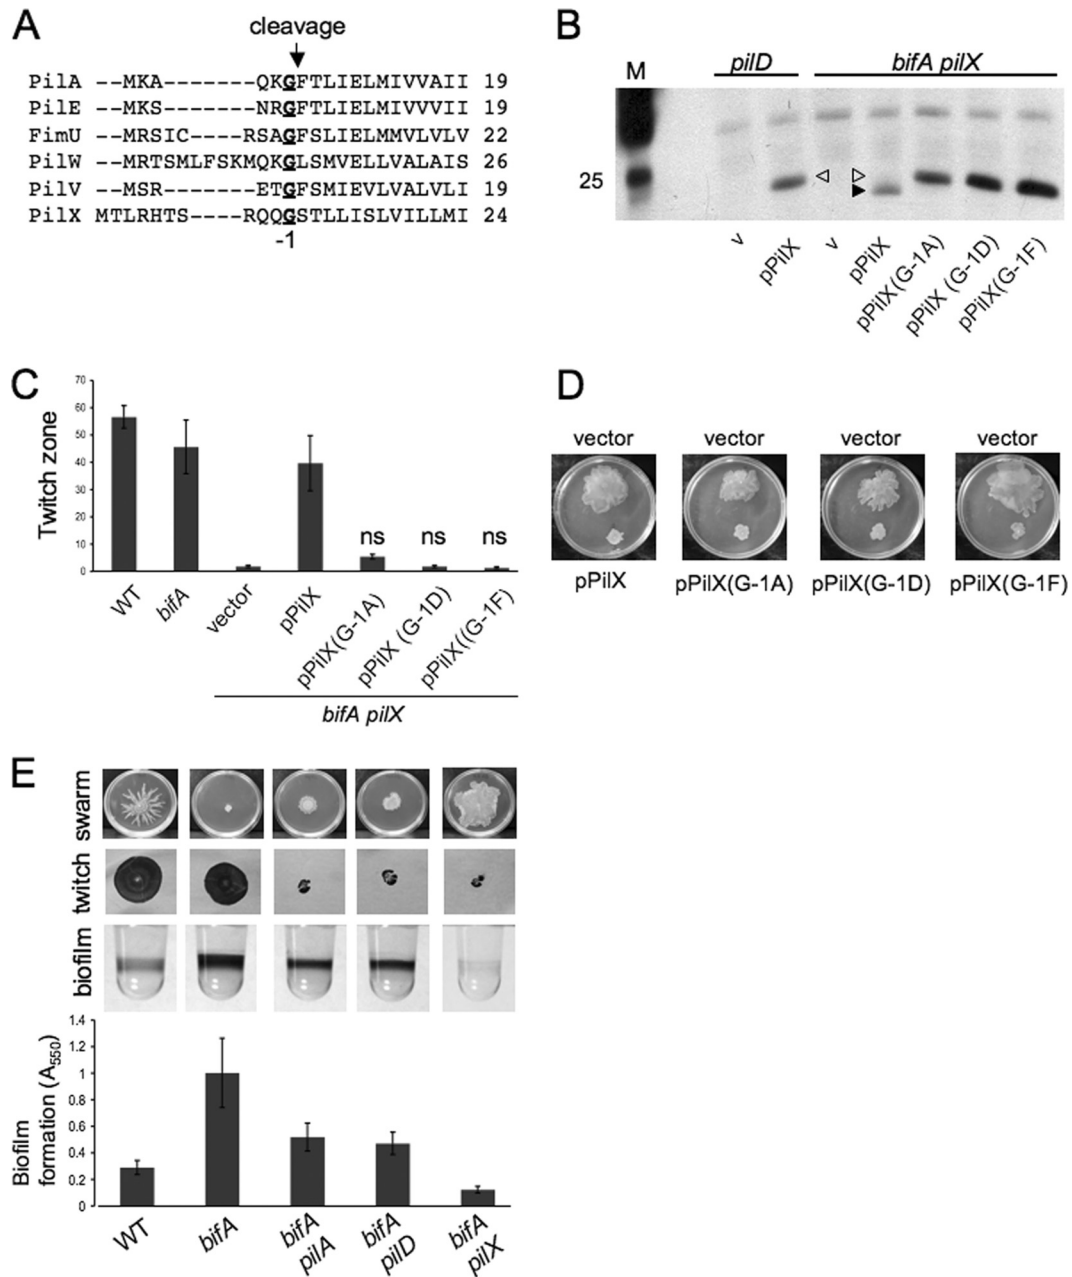 A
cleavage
PilA --MKA-------QKGFTLIELMIVVAII 19
PilE --MKS-------NRGFTLIELMIVVAII 19
FimU --MRSIC-----RSAGFSLIELMMVLVLV 22
PilW --MRTSMLFSKMQKGLSMVELLVALAIS 26
PilV --MSR-------ETGFSMIEVLVALVLI 19
PilX MTLRHTS----RQQGSTLLISLVILLMI 24
-1
B
M pilD bifA pilX
25
v pPilX v pPilX pPilX(G-1A) pPilX (G-1D) pPilX(G-1F)
C
Twitch zone
70
60
50
40
30
20
10
0
ns ns ns
WT bifA vector pPilX pPilX(G-1A) pPilX (G-1D) pPilX((G-1F)
bifA pilX
D
vector vector vector vector
pPilX pPilX(G-1A) pPilX(G-1D) pPilX(G-1F)
E
swarm
twitch
biofilm
Biofilm
formation (A550)
1.4
1.2
1
0.8
0.6
0.4
0.2
0
WT bifA bifA pilA bifA pilD bifA pilX